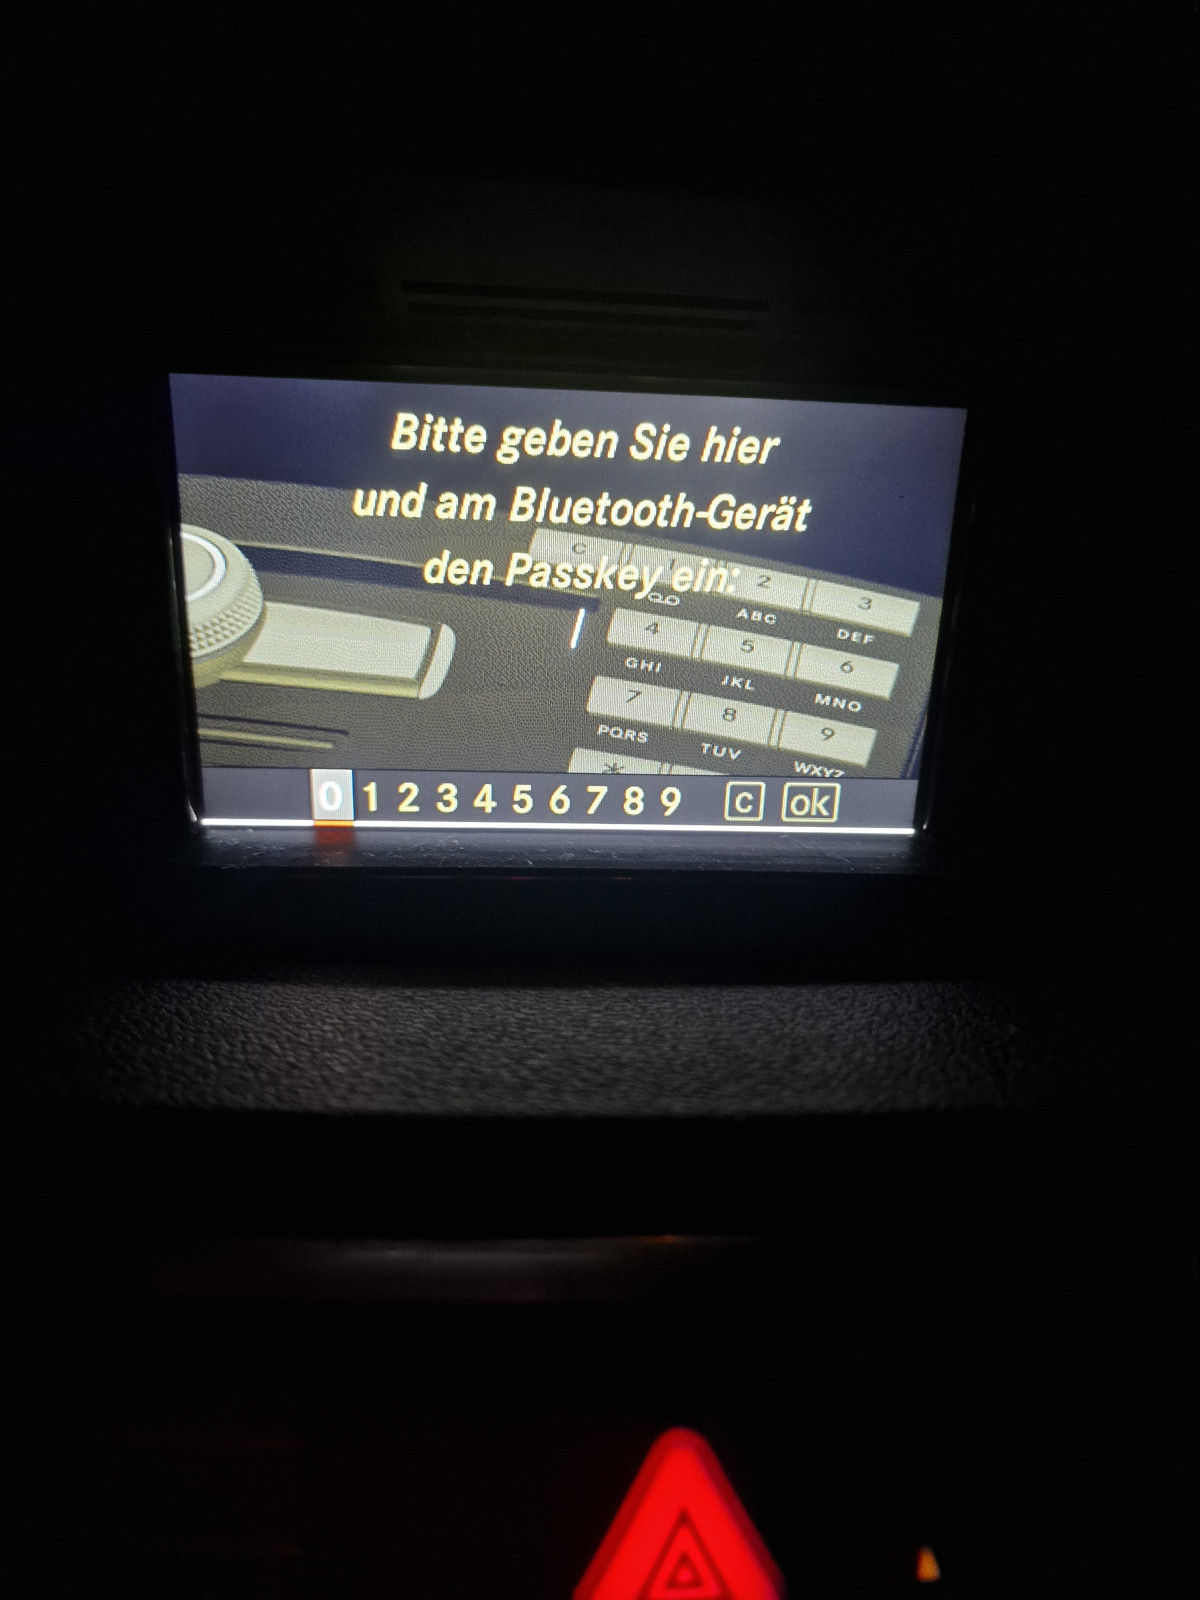 Bitte geben Sie hier
und am Bluetooth-Gerät
den Passkey ein:
C 1 2 3
ABC DEF
4 5 6
GHI JKL MNO
7 8 9
PQRS TUV WXYZ
*
0 1 2 3 4 5 6 7 8 9 c ok